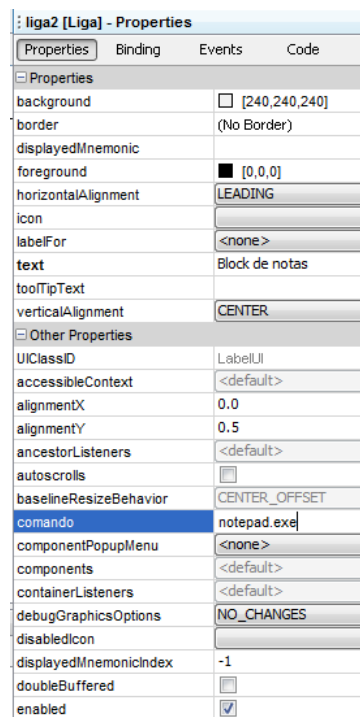 liga2 [Liga] - Properties
Properties Binding Events Code
Properties
background [240,240,240]
border (No Border)
displayedMnemonic
foreground [0,0,0]
horizontalAlignment LEADING
icon
labelFor <none>
text Block de notas
toolTipText
verticalAlignment CENTER
Other Properties
UIClassID LabelUI
accessibleContext <default>
alignmentX 0.0
alignmentY 0.5
ancestorListeners <default>
autoscrolls
baselineResizeBehavior CENTER_OFFSET
comando notepad.exe
componentPopupMenu <none>
components <default>
containerListeners <default>
debugGraphicsOptions NO_CHANGES
disabledIcon
displayedMnemonicIndex -1
doubleBuffered
enabled